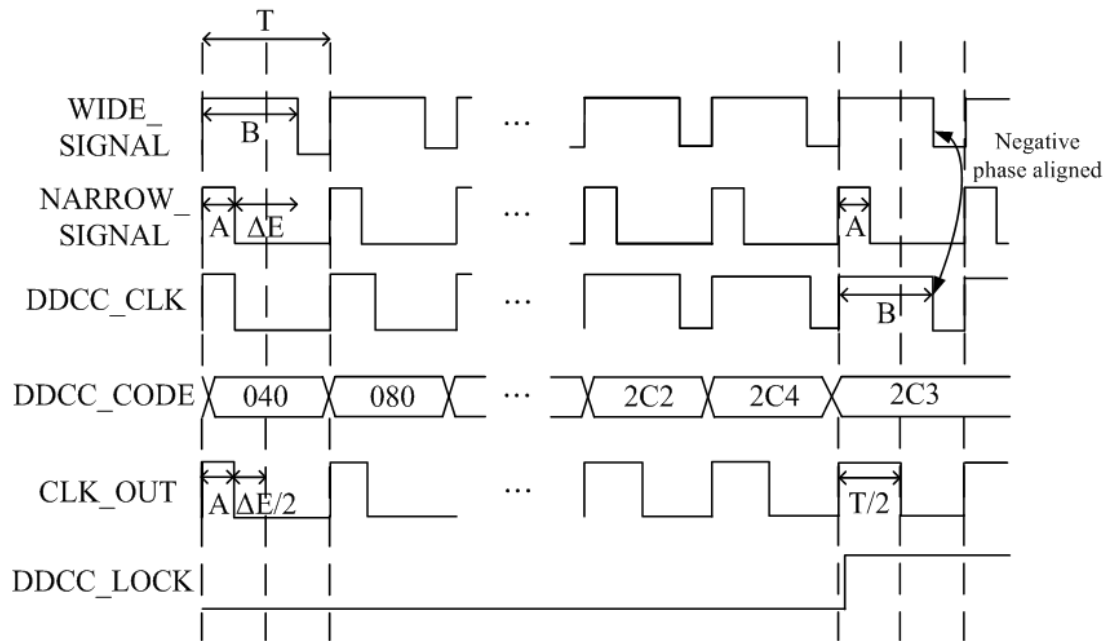 T
WIDE_
SIGNAL
B
...
Negative
phase aligned
NARROW_
SIGNAL
A
ΔE
...
A
DDCC_CLK
...
B
DDCC_CODE
040
080
...
2C2
2C4
2C3
CLK_OUT
A
ΔE/2
...
T/2
DDCC_LOCK